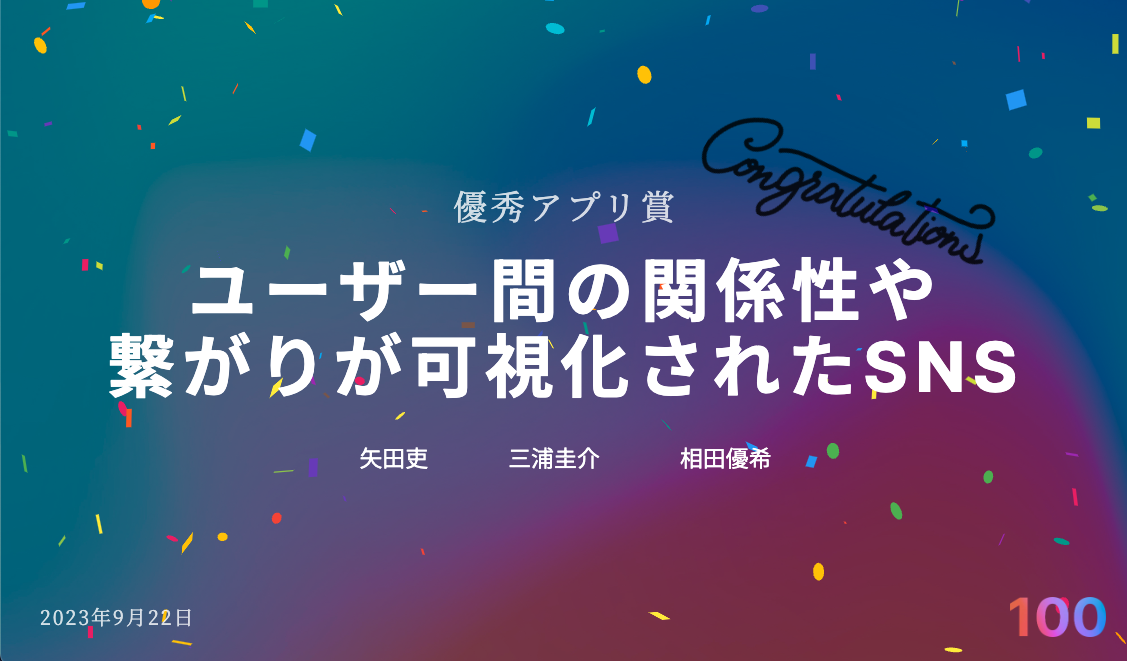 Congratulations
優秀アプリ賞
ユーザー間の関係性や
繋がりが可視化されたSNS
矢田吏 三浦圭介 相田優希
2023年9月22日
100